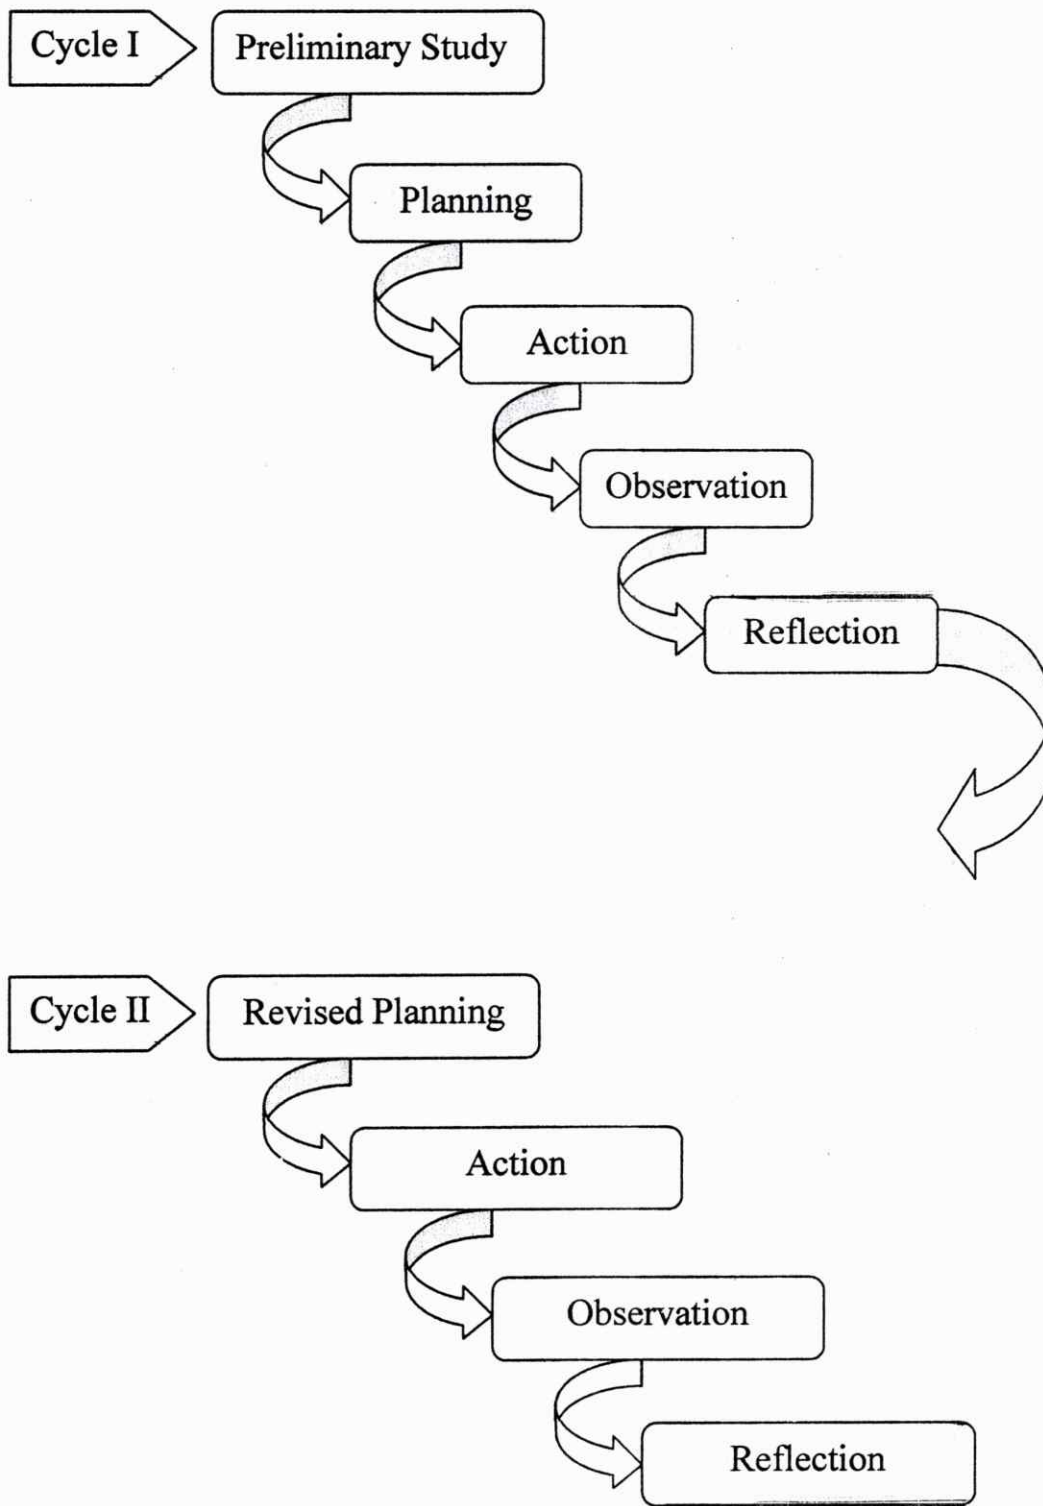 Cycle I
Preliminary Study
Planning
Action
Observation
Reflection
Cycle II
Revised Planning
Action
Observation
Reflection